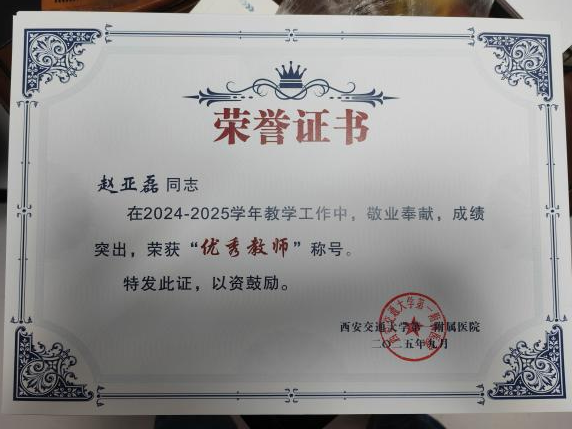 荣誉证书
赵亚磊 同志
在2024-2025学年教学工作中，敬业奉献，成绩
突出，荣获“优秀教师”称号。
特发此证，以资鼓励。
西安交通大学第一附属医院
二〇二五年九月